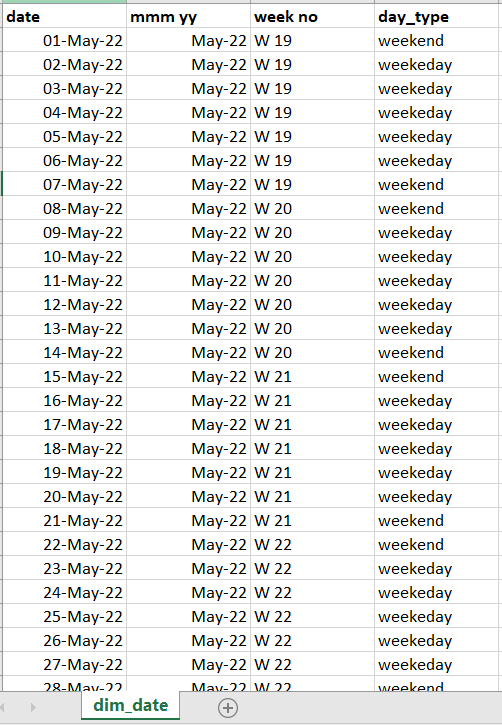 date mmm yy week no day_type
01-May-22 May-22 W 19 weekend
02-May-22 May-22 W 19 weekeday
03-May-22 May-22 W 19 weekeday
04-May-22 May-22 W 19 weekeday
05-May-22 May-22 W 19 weekeday
06-May-22 May-22 W 19 weekeday
07-May-22 May-22 W 19 weekend
08-May-22 May-22 W 20 weekend
09-May-22 May-22 W 20 weekeday
10-May-22 May-22 W 20 weekeday
11-May-22 May-22 W 20 weekeday
12-May-22 May-22 W 20 weekeday
13-May-22 May-22 W 20 weekeday
14-May-22 May-22 W 20 weekend
15-May-22 May-22 W 21 weekend
16-May-22 May-22 W 21 weekeday
17-May-22 May-22 W 21 weekeday
18-May-22 May-22 W 21 weekeday
19-May-22 May-22 W 21 weekeday
20-May-22 May-22 W 21 weekeday
21-May-22 May-22 W 21 weekend
22-May-22 May-22 W 22 weekend
23-May-22 May-22 W 22 weekeday
24-May-22 May-22 W 22 weekeday
25-May-22 May-22 W 22 weekeday
26-May-22 May-22 W 22 weekeday
27-May-22 May-22 W 22 weekeday
28-May-22 May-22 W 22 weekend
dim_date